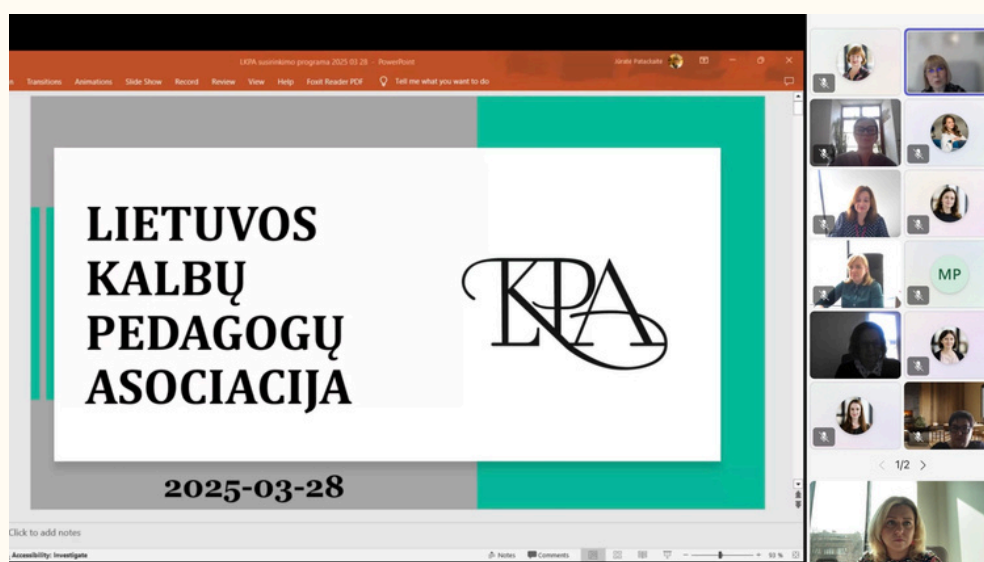 LKPA susirinkimo programa 2025 03 28 - PowerPoint
Transitions Animations Slide Show Record Review View Help Foxit Reader PDF Tell me what you want to do
LIETUVOS
KALBŲ
PEDAGOGŲ
ASOCIACIJA
LKPA
2025-03-28
MP
1/2
Click to add notes
Accessibility: Investigate
Notes Comments
93 %